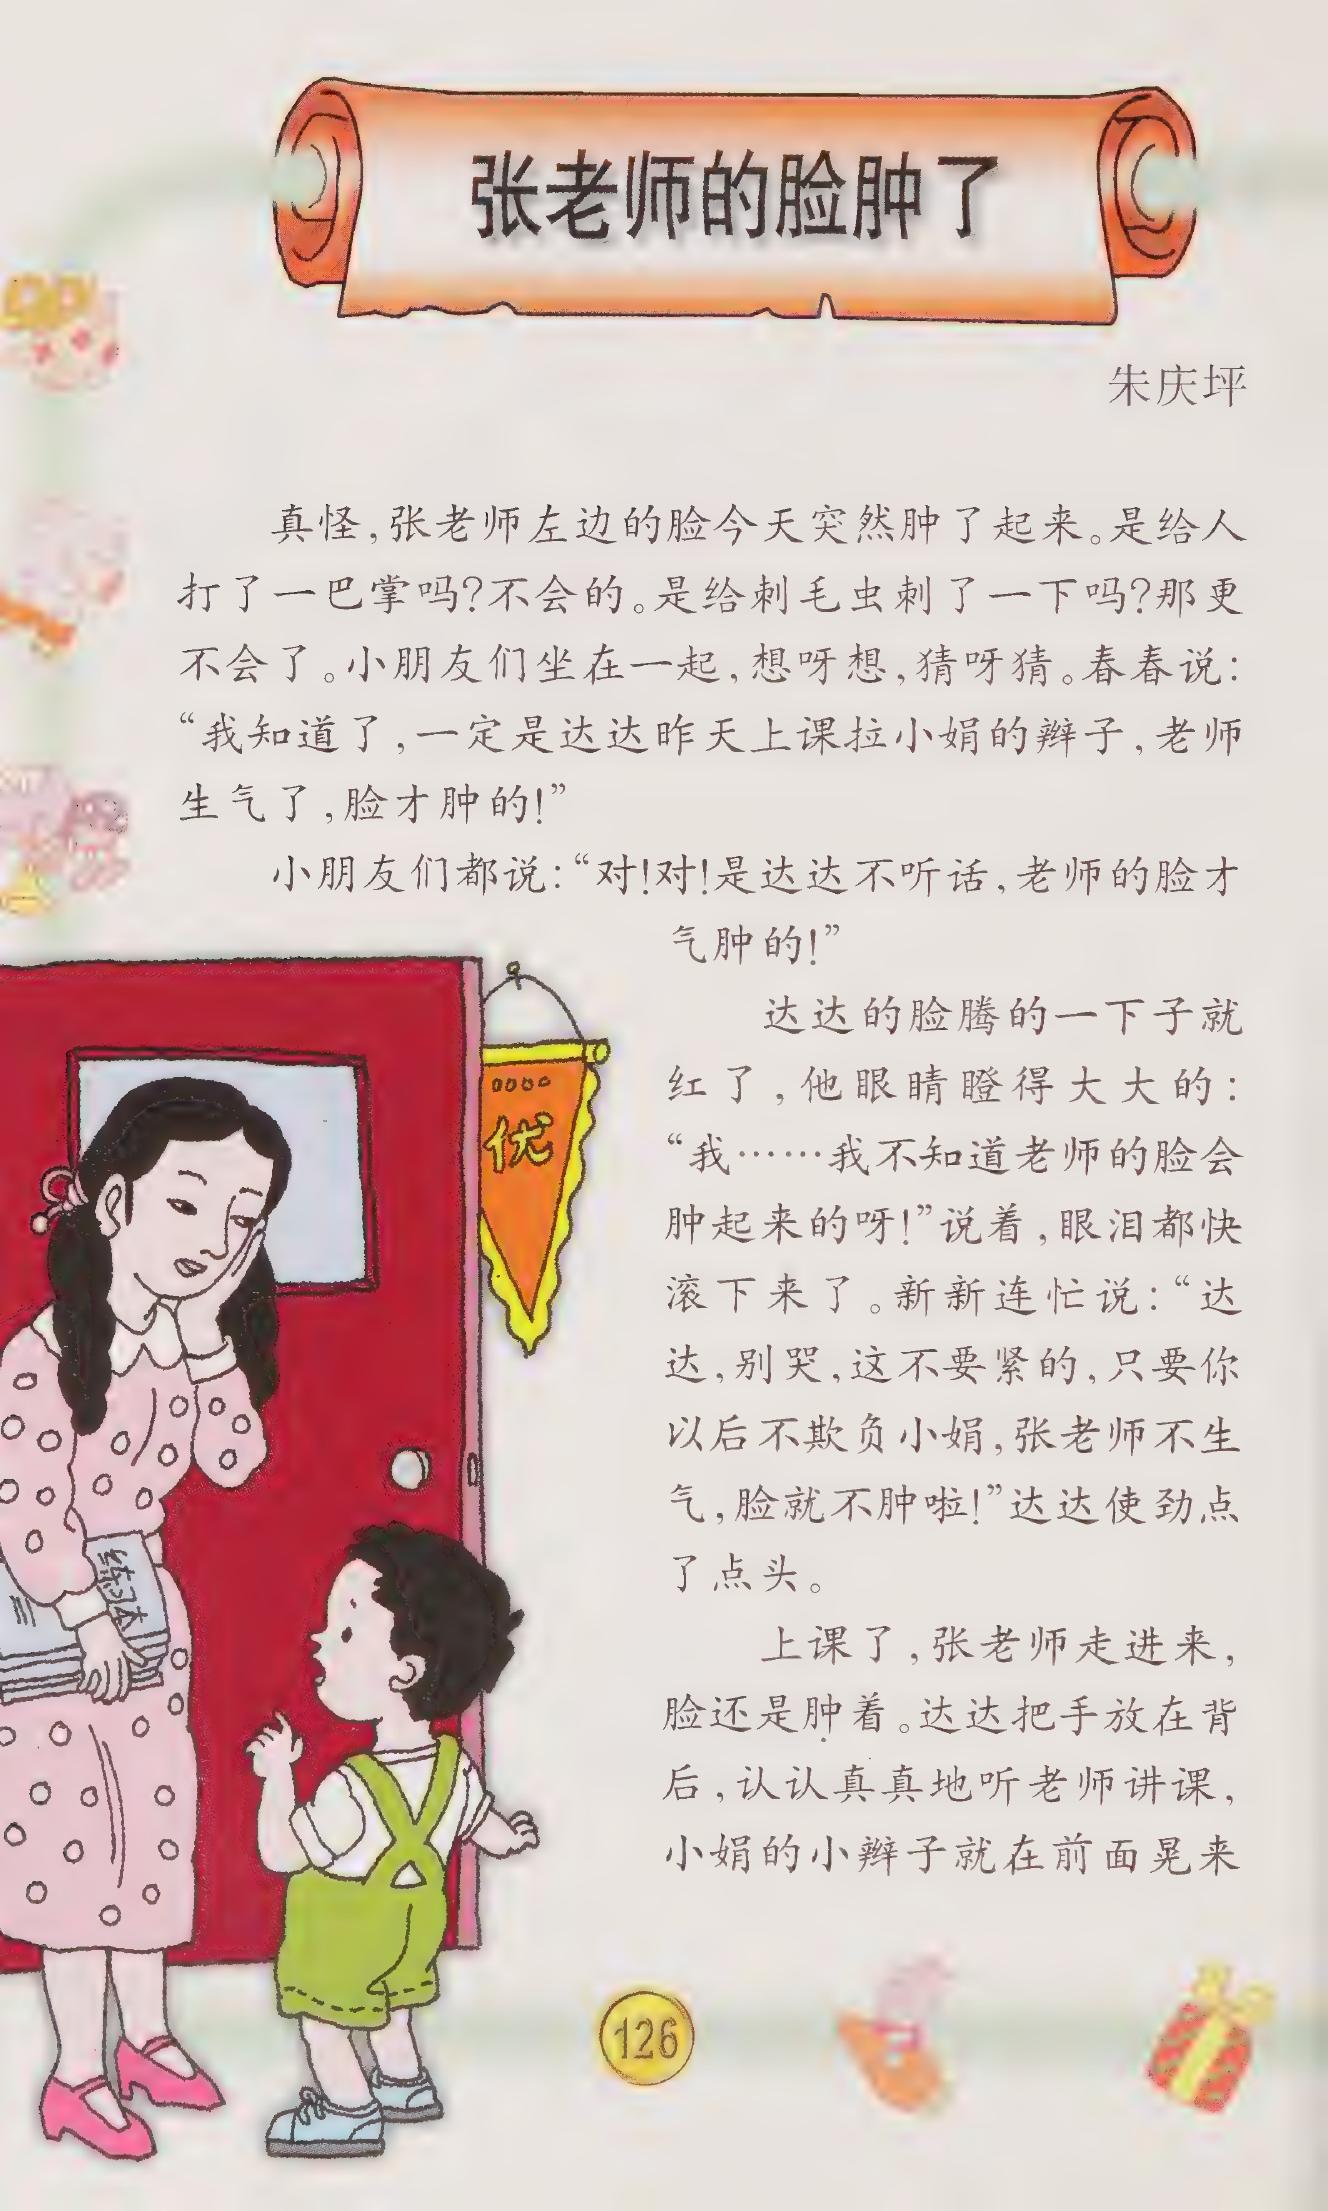 张老师的脸肿了
朱庆坪
真怪,张老师左边的脸今天突然肿了起来。是给人
打了一巴掌吗?不会的。是给刺毛虫刺了一下吗?那更
不会了。小朋友们坐在一起,想呀想,猜呀猜。春春说:
“我知道了,一定是达达昨天上课拉小娟的辫子,老师
生气了,脸才肿的!”
小朋友们都说:“对!对!是达达不听话,老师的脸才
气肿的!”
达达的脸腾的一下子就
红了,他眼睛瞪得大大的:
“我……我不知道老师的脸会
肿起来的呀!”说着,眼泪都快
滚下来了。新新连忙说:“达
达,别哭,这不要紧的,只要你
以后不欺负小娟,张老师不生
气,脸就不肿啦!”达达使劲点
了点头。
上课了,张老师走进来,
脸还是肿着。达达把手放在背
后,认认真真地听老师讲课,
小娟的小辫子就在前面晃来
优
练习本
126